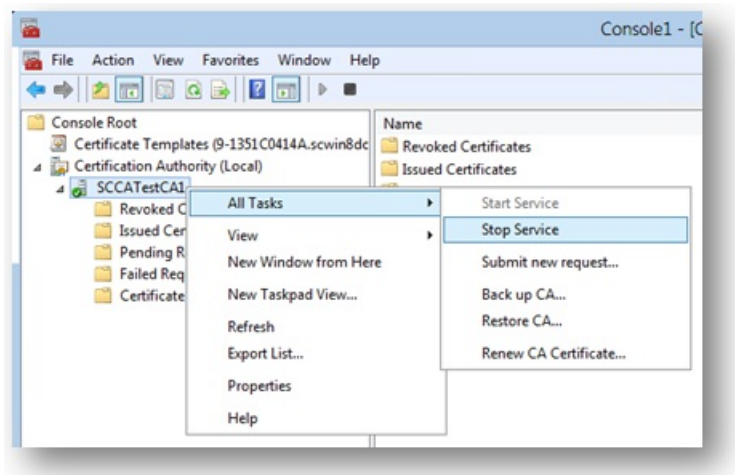 Console1 - [C
File Action View Favorites Window Help
Console Root
Certificate Templates (9-1351C0414A.scwin8dc
Certification Authority (Local)
SCCATestCA1
Revoked C
Issued Cer
Pending R
Failed Req
Certificate
Name
Revoked Certificates
Issued Certificates
All Tasks
View
New Window from Here
New Taskpad View...
Refresh
Export List...
Properties
Help
Start Service
Stop Service
Submit new request...
Back up CA...
Restore CA...
Renew CA Certificate...